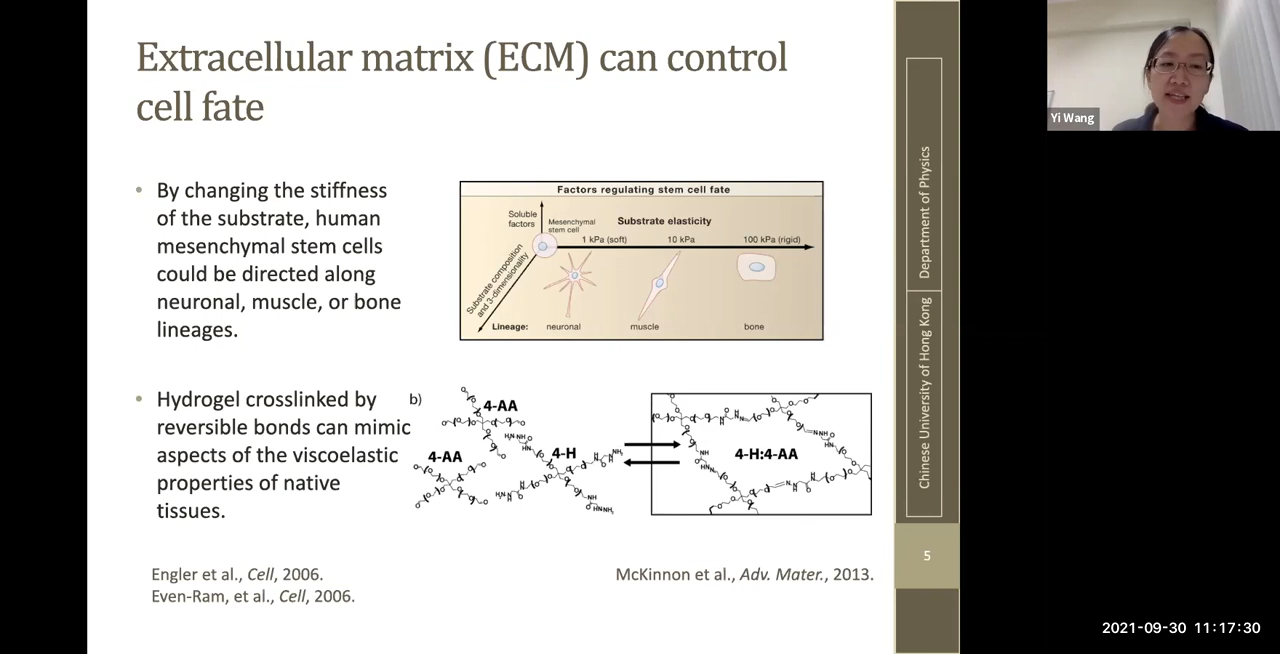 Extracellular matrix (ECM) can control
cell fate
• By changing the stiffness
of the substrate, human
mesenchymal stem cells
could be directed along
neuronal, muscle, or bone
lineages.
Factors regulating stem cell fate
Soluble
factors
Mesenchymal
stem cell
Substrate elasticity
1 kPa (soft) 10 kPa 100 kPa (rigid)
Substrate composition
and 3-dimensionality
Lineage: neuronal muscle bone
• Hydrogel crosslinked by
reversible bonds can mimic
aspects of the viscoelastic
properties of native
tissues.
b)
4-AA
4-AA
4-H
4-H:4-AA
Engler et al., Cell, 2006.
Even-Ram, et al., Cell, 2006.
McKinnon et al., Adv. Mater., 2013.
Chinese University of Hong Kong
Department of Physics
5
Yi Wang
2021-09-30 11:17:30